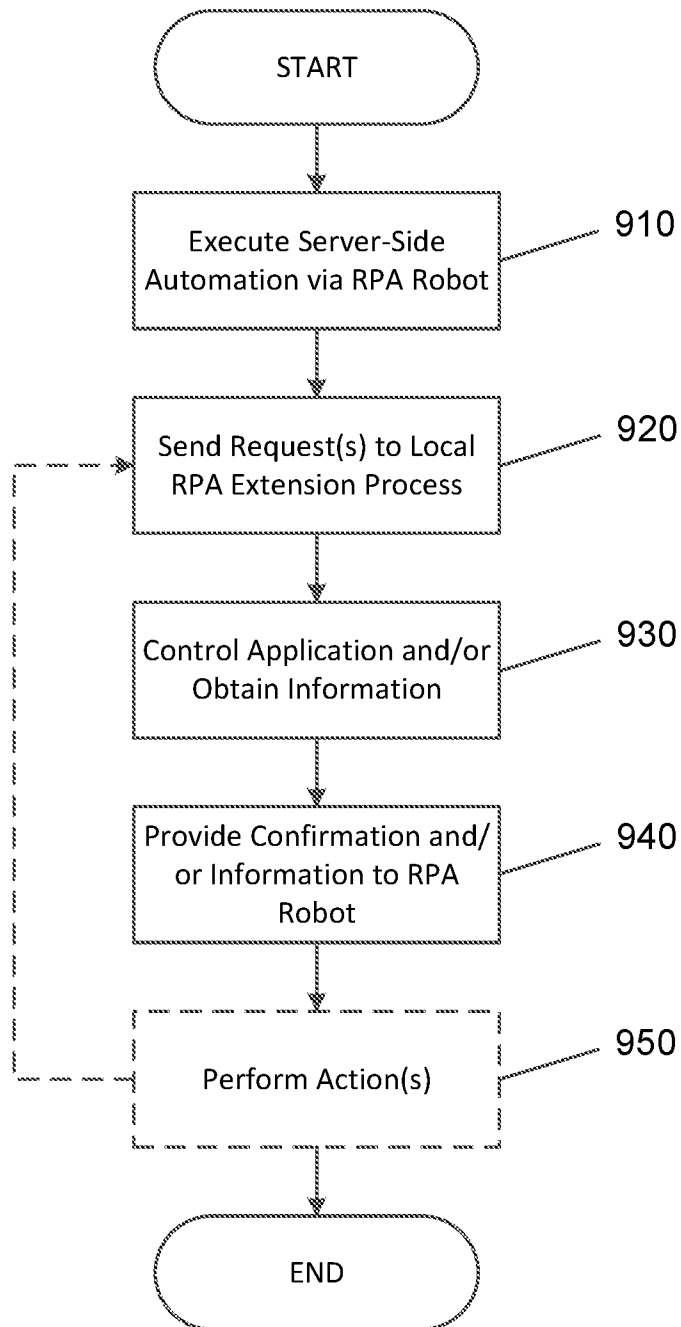 START
Execute Server-Side
Automation via RPA Robot
910
Send Request(s) to Local
RPA Extension Process
920
Control Application and/or
Obtain Information
930
Provide Confirmation and/
or Information to RPA
Robot
940
Perform Action(s)
950
END